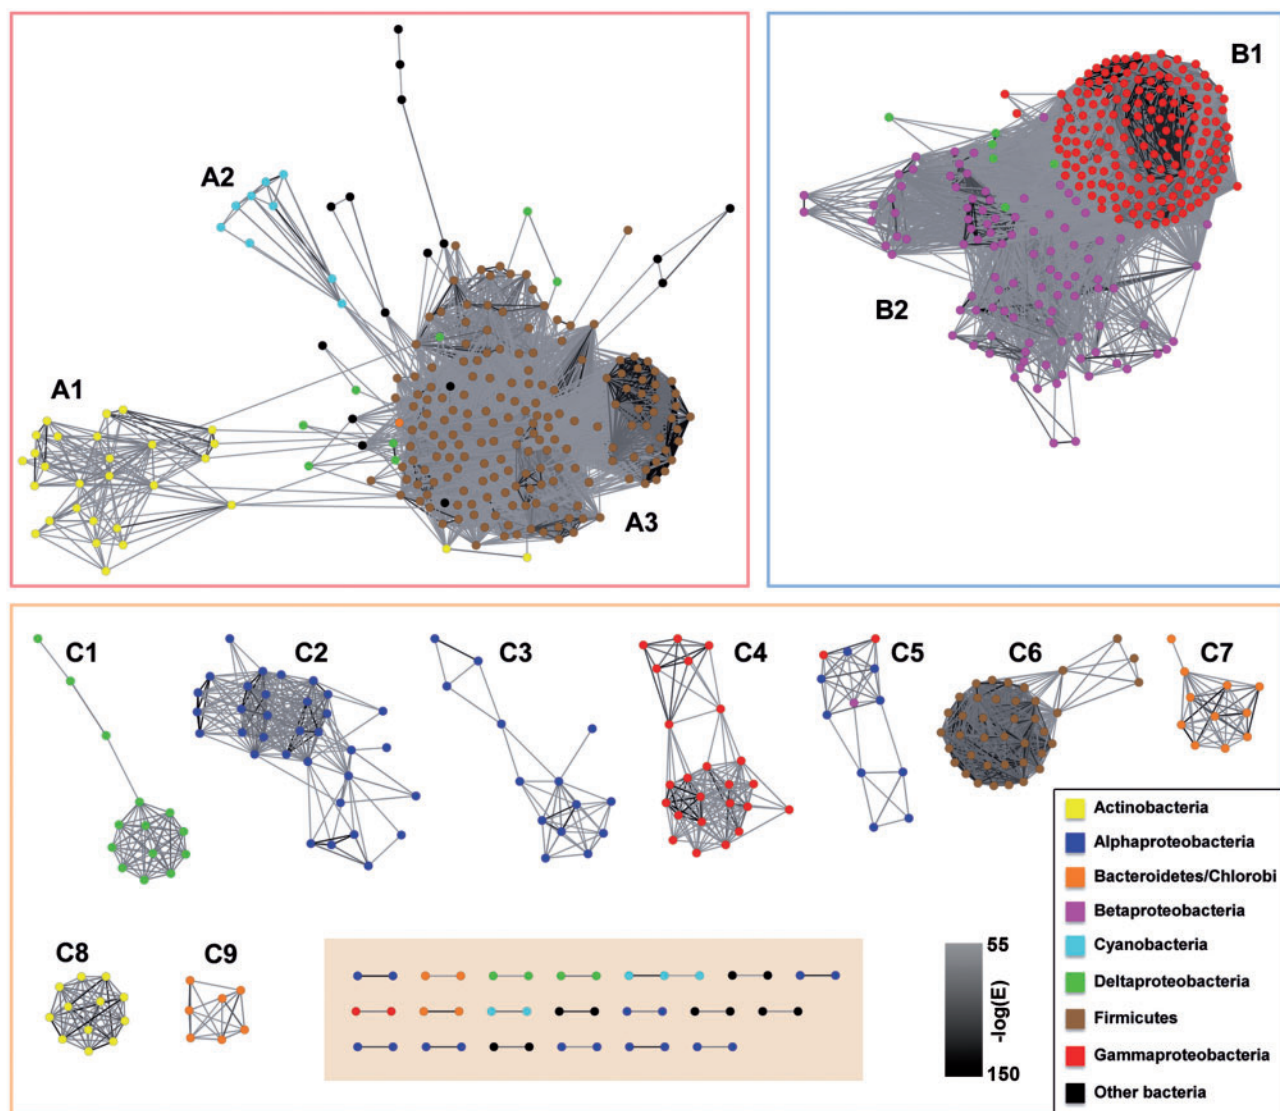 A1
A2
A3
B1
B2
C1
C2
C3
C4
C5
C6
C7
C8
C9
55
-log(E)
150
Actinobacteria
Alphaproteobacteria
Bacteroidetes/Chlorobi
Betaproteobacteria
Cyanobacteria
Deltaproteobacteria
Firmicutes
Gammaproteobacteria
Other bacteria